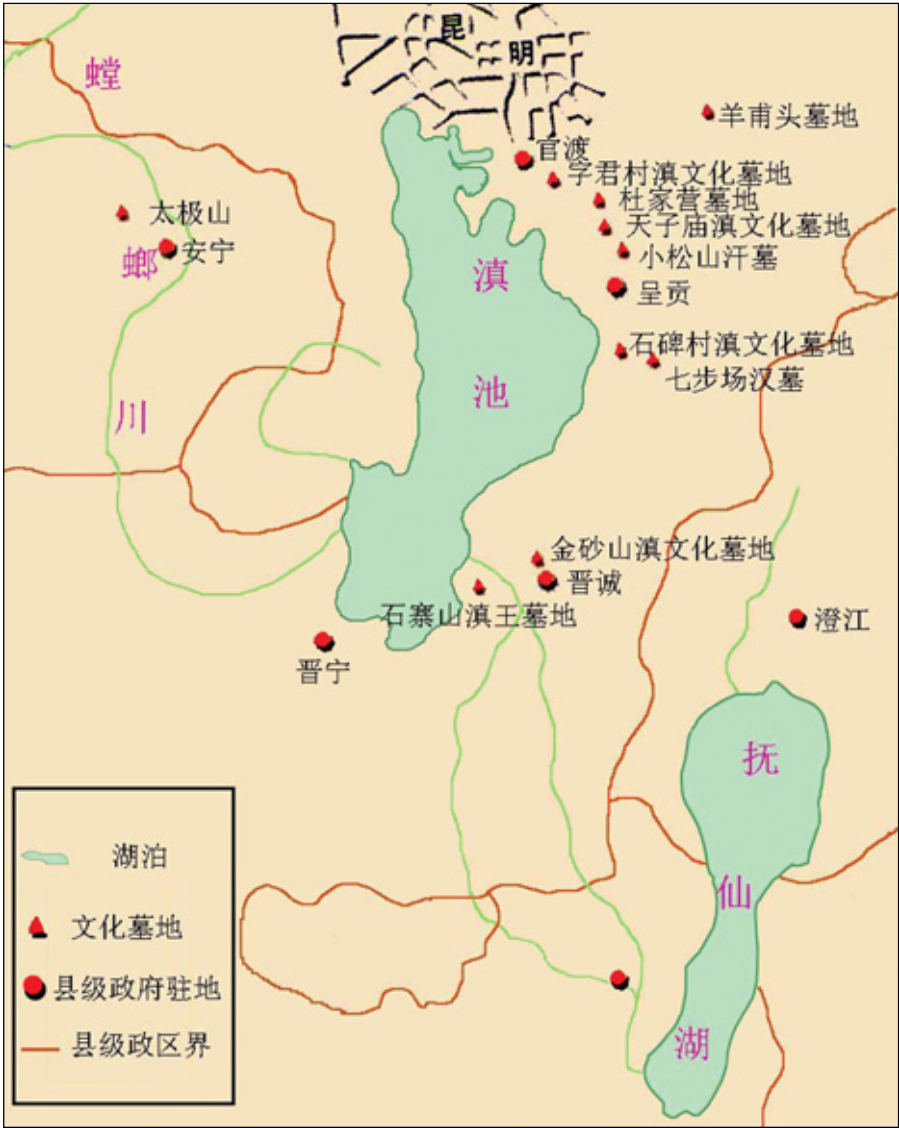 昆
明
螳
螂
川
羊甫头墓地
官渡
字君村滇文化墓地
杜家营墓地
天子庙滇文化墓地
小松山汗墓
呈贡
太极山
安宁
滇
池
石碑村滇文化墓地
七步场汉墓
金砂山滇文化墓地
晋诚
石寨山滇王墓地
晋宁
澄江
抚
仙
湖
湖泊
文化墓地
县级政府驻地
县级政区界